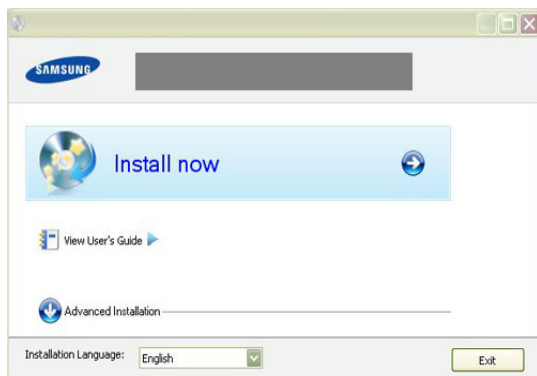 SAMSUNG
Install now
View User's Guide
Advanced Installation
Installation Language: English
Exit